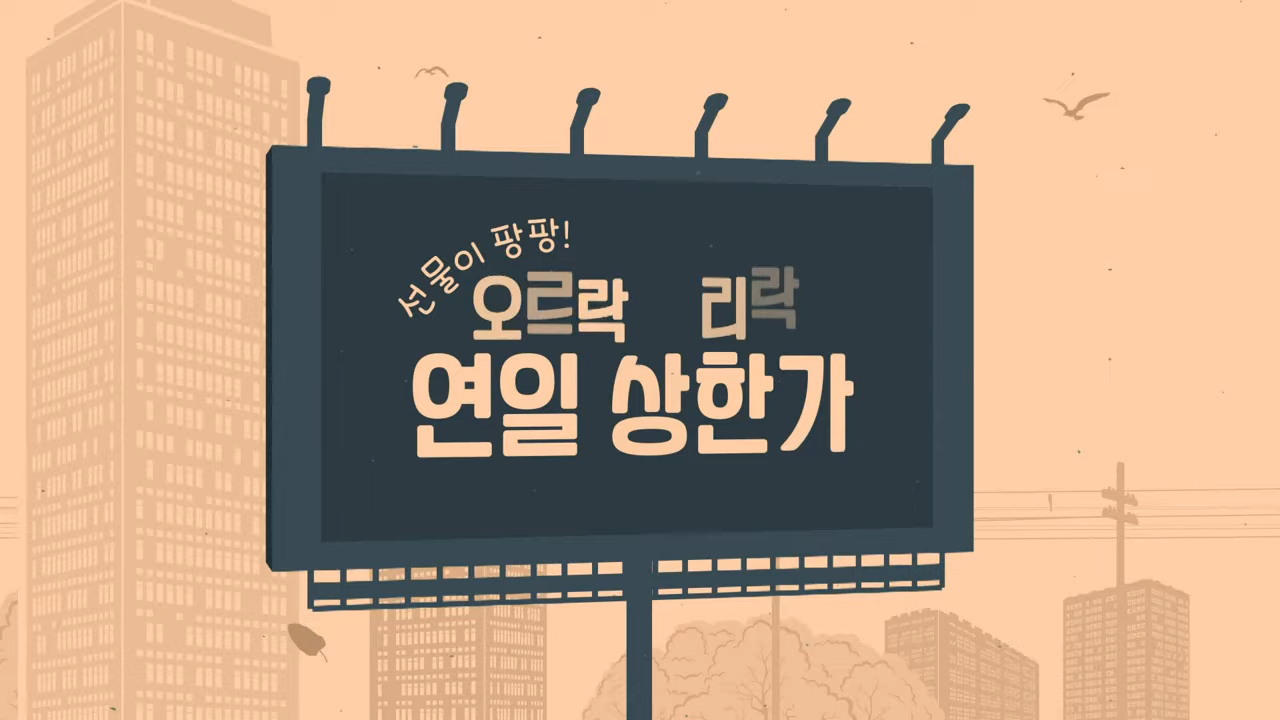 선물이 팡팡!
오르락 리락
연일 상한가